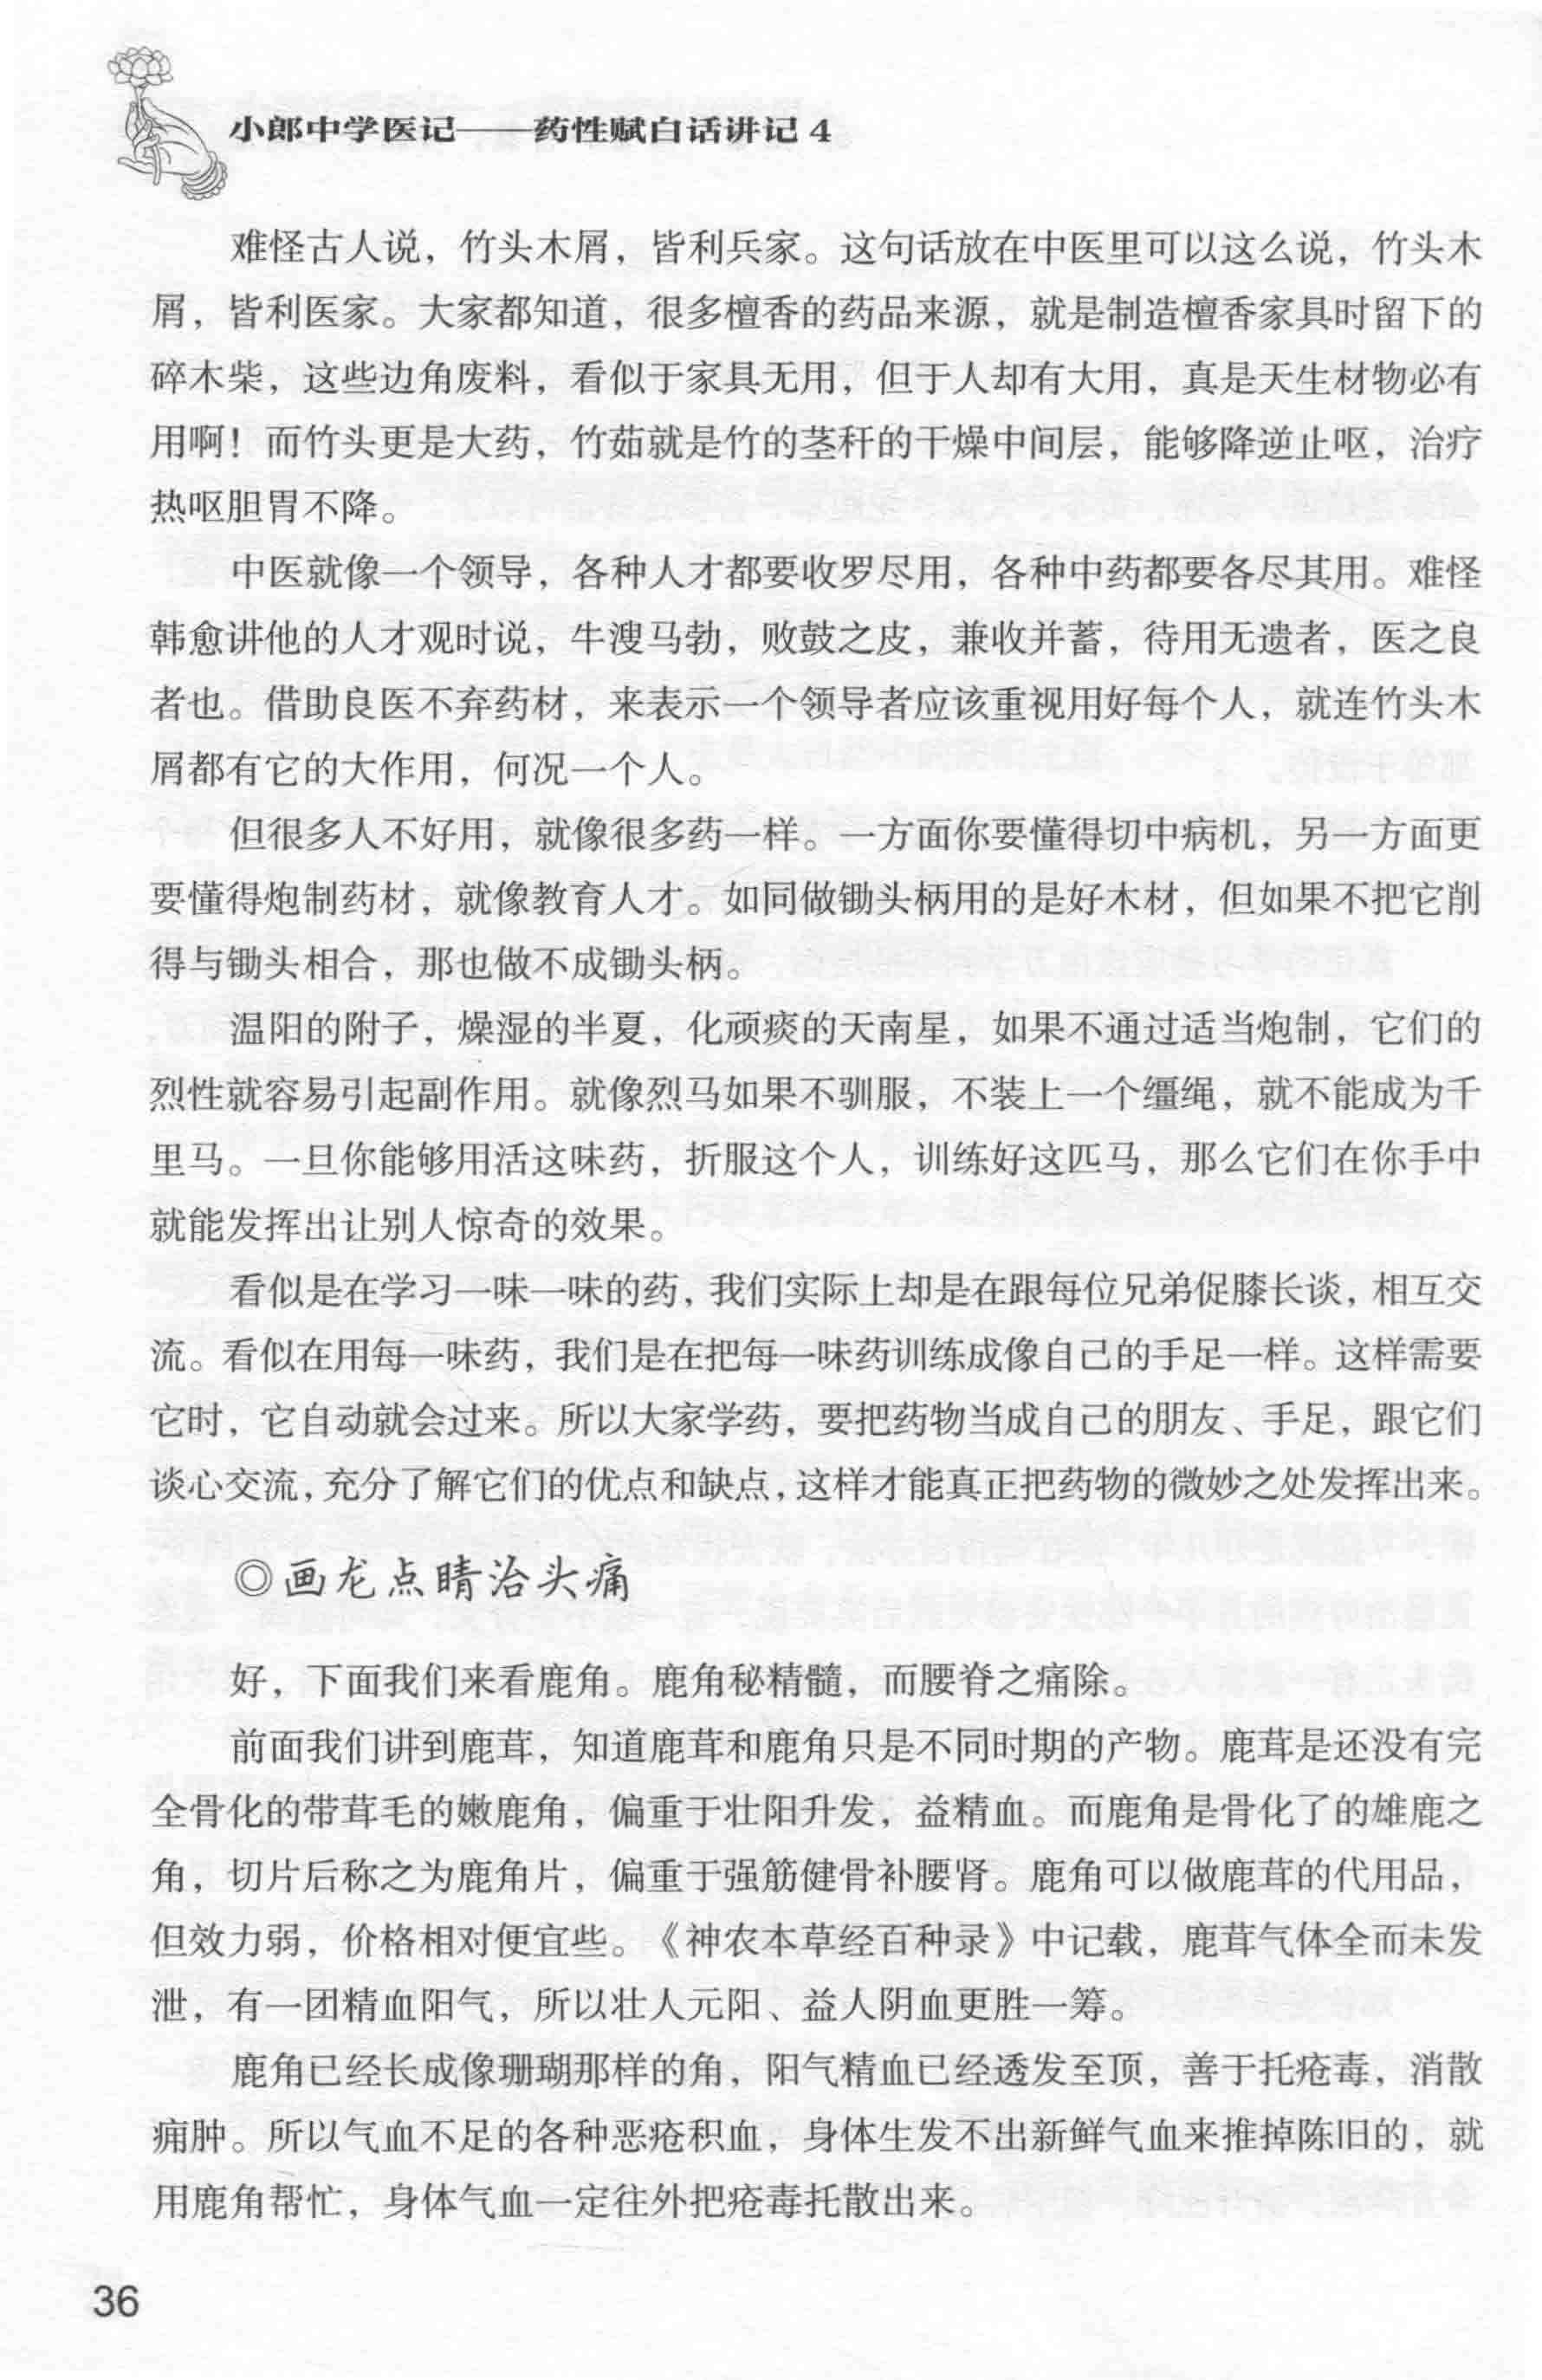 小郎中学医记——药性赋白话讲记4
难怪古人说，竹头木屑，皆利兵家。这句话放在中医里可以这么说，竹头木
屑，皆利医家。大家都知道，很多檀香的药品来源，就是制造檀香家具时留下的
碎木柴，这些边角废料，看似于家具无用，但于人却有大用，真是天生材物必有
用啊！而竹头更是大药，竹茹就是竹的茎秆的干燥中间层，能够降逆止呕，治疗
热呕胆胃不降。
中医就像一个领导，各种人才都要收罗尽用，各种中药都要各尽其用。难怪
韩愈讲他的人才观时说，牛溲马勃，败鼓之皮，兼收并蓄，待用无遗者，医之良
者也。借助良医不弃药材，来表示一个领导者应该重视用好每个人，就连竹头木
屑都有它的大作用，何况一个人。
但很多人不好用，就像很多药一样。一方面你要懂得切中病机，另一方面更
要懂得炮制药材，就像教育人才。如同做锄头柄用的是好木材，但如果不把它削
得与锄头相合，那也做不成锄头柄。
温阳的附子，燥湿的半夏，化顽痰的天南星，如果不通过适当炮制，它们的
烈性就容易引起副作用。就像烈马如果不驯服，不装上一个缰绳，就不能成为千
里马。一旦你能够用活这味药，折服这个人，训练好这匹马，那么它们在你手中
就能发挥出让别人惊奇的效果。
看似是在学习一味一味的药，我们实际上却是在跟每位兄弟促膝长谈，相互交
流。看似在用每一味药，我们是在把每一味药训练成像自己的手足一样。这样需要
它时，它自动就会过来。所以大家学药，要把药物当成自己的朋友、手足，跟它们
谈心交流，充分了解它们的优点和缺点，这样才能真正把药物的微妙之处发挥出来。
◎画龙点睛治头痛
好，下面我们来看鹿角。鹿角秘精髓，而腰脊之痛除。
前面我们讲到鹿茸，知道鹿茸和鹿角只是不同时期的产物。鹿茸是还没有完
全骨化的带茸毛的嫩鹿角，偏重于壮阳升发，益精血。而鹿角是骨化了的雄鹿之
角，切片后称之为鹿角片，偏重于强筋健骨补腰肾。鹿角可以做鹿茸的代用品，
但效力弱，价格相对便宜些。《神农本草经百种录》中记载，鹿茸气体全而未发
泄，有一团精血阳气，所以壮人元阳、益人阴血更胜一筹。
鹿角已经长成像珊瑚那样的角，阳气精血已经透发至顶，善于托疮毒，消散
痈肿。所以气血不足的各种恶疮积血，身体生发不出新鲜气血来推掉陈旧的，就
用鹿角帮忙，身体气血一定往外把疮毒托散出来。
36